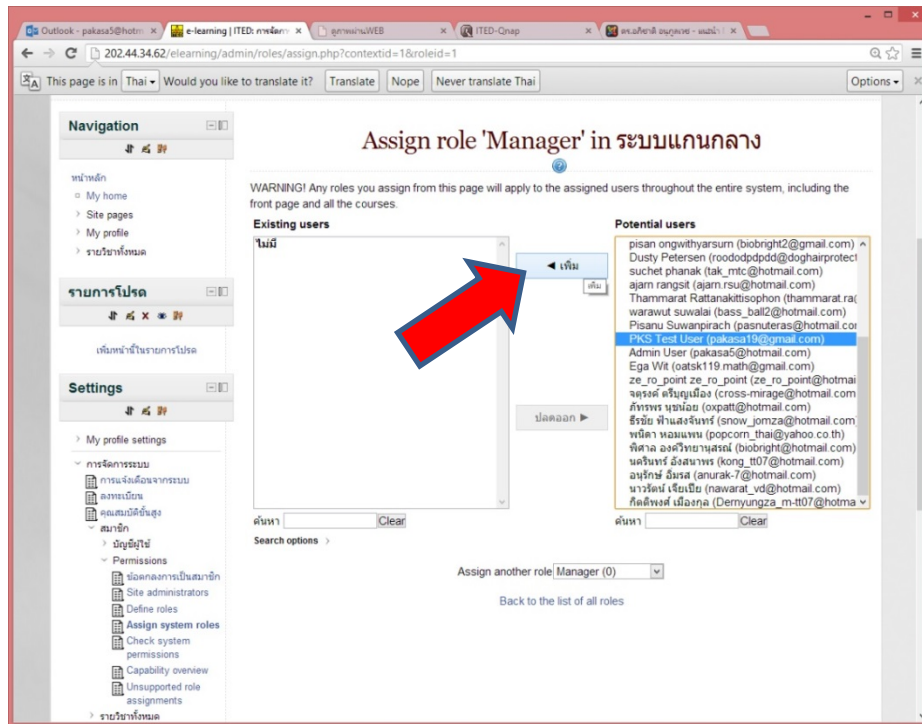 Outlook - pakasa5@hotm
e-learning | ITED: การจัดการ
ลูกเทนผ่านWEB
ITED-Qnap
ดร.อภิชาติ อนุกูลเวช - แนะนำ
202.44.34.62/elearning/admin/roles/assign.php?contextid=1&roleid=1
This page is in Thai Would you like to translate it? Translate Nope Never translate Thai Options
Navigation
หน้าหลัก
My home
Site pages
My profile
รายวิชาทั้งหมด
รายการโปรด
เพิ่มหน้านี้ในรายการโปรด
Settings
My profile settings
การจัดการระบบ
การแจ้งเตือนจากระบบ
ลงทะเบียน
คุณสมบัติขั้นสูง
สมาชิก
บัญชีผู้ใช้
Permissions
ข้อตกลงการเป็นสมาชิก
Site administrators
Define roles
Assign system roles
Check system
permissions
Capability overview
Unsupported role
assignments
รายวิชาทั้งหมด
Assign role 'Manager' in ระบบแกนกลาง
WARNING! Any roles you assign from this page will apply to the assigned users throughout the entire system, including the
front page and all the courses.
Existing users
ไม่มี
ค้นหา Clear
Search options
◄ เพิ่ม
เพิ่ม
ปลดออก ►
Potential users
pisan ongwithyarsurn (biobright2@gmail.com)
Dusty Petersen (roododpdpdd@doghairprotect
suchet phanak (tak_mtc@hotmail.com)
ajarn rangsit (ajarn.rsu@hotmail.com)
Thammarat Rattanakittisophon (thammarat.ra(
warawut suwalai (bass_ball2@hotmail.com)
Pisanu Suwanpirach (pasnuteras@hotmail.cor
PKS Test User (pakasa19@gmail.com)
Admin User (pakasa5@hotmail.com)
Ega Wit (oatsk119.math@gmail.com)
ze_ro_point ze_ro_point (ze_ro_point@hotmai
จตุรงค์ ตรีบุญเมือง (cross-mirage@hotmail.com
ภัทรพร นุชน้อย (oxpatt@hotmail.com)
ธีรชัย ฟ้าแสงจันทร์ (snow_jomza@hotmail.com
พนิดา หอมแพน (popcorn_thai@yahoo.co.th)
พิศาล องค์วิทยานุสรณ์ (biobright@hotmail.com)
นครินทร์ อังสนาพร (kong_tt07@hotmail.com)
อนุรักษ์ อิ่มรส (anurak-7@hotmail.com)
นาวรัตน์ เจียเปีย (nawarat_vd@hotmail.com)
กิตติพงศ์ เมืองกุล (Dernyungza_m-tt07@hotma
ค้นหา Clear
Assign another role Manager (0)
Back to the list of all roles